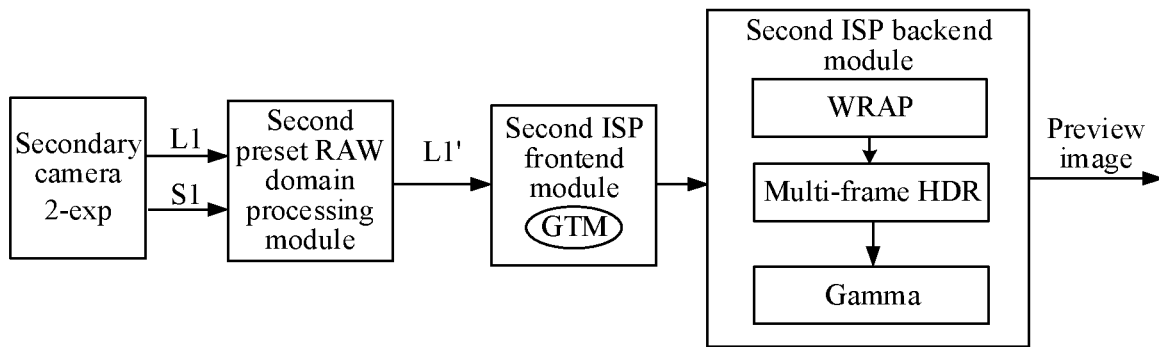 Secondary
camera
2-exp
L1
S1
Second
preset RAW
domain
processing
module
L1'
Second ISP
frontend
module
GTM
Second ISP backend
module
WRAP
Multi-frame HDR
Gamma
Preview
image